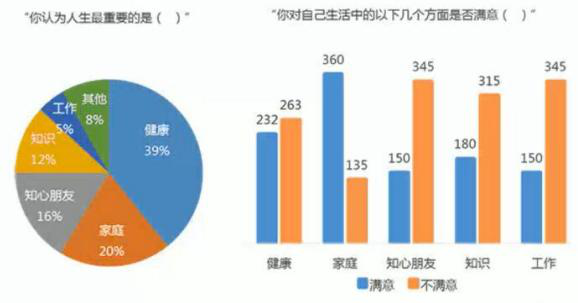 “你认为人生最重要的是（ ）”
其他
8%
工作
5%
健康
39%
知识
12%
知心朋友
16%
家庭
20%
“你对自己生活中的以下几个方面是否满意（ ）”
232
263
360
135
150
345
180
315
150
345
健康 家庭 知心朋友 知识 工作
满意 不满意